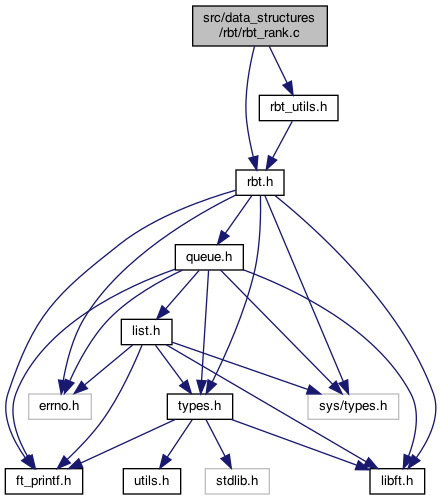 src/data_structures
/rbt/rbt_rank.c
rbt_utils.h
rbt.h
queue.h
list.h
errno.h
types.h
sys/types.h
ft_printf.h
utils.h
stdlib.h
libft.h